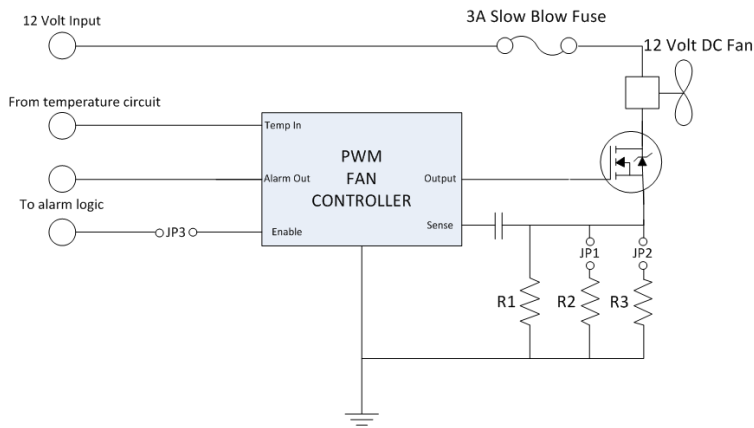 12 Volt Input
3A Slow Blow Fuse
12 Volt DC Fan
From temperature circuit
Temp In
PWM
FAN
CONTROLLER
Alarm Out
Output
To alarm logic
JP3
Enable
Sense
JP1
JP2
R1
R2
R3